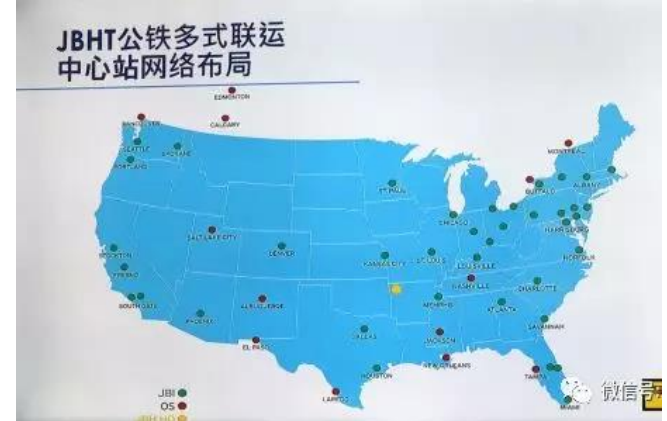 JBHT公铁多式联运
中心站网络布局
EDMONTON
CALGARY
VANCOUVER
SEATTLE
SPOKANE
PORTLAND
MONTREAL
ST. PAUL
BUFFALO
ALBANY
CHICAGO
HARRISBURG
SALT LAKE CITY
DENVER
STOCKTON
KANSAS CITY
ST. LOUIS
LOUISVILLE
NORFOLK
FRESNO
NASHVILLE
CHARLOTTE
SOUTH GATE
ALBUQUERQUE
MEMPHIS
ATLANTA
PHOENIX
SAVANNAH
DALLAS
JACKSON
EL PASO
NEW ORLEANS
HOUSTON
TAMPA
LAREDO
MIAMI
JBI
OS
JBH HQ
微信号